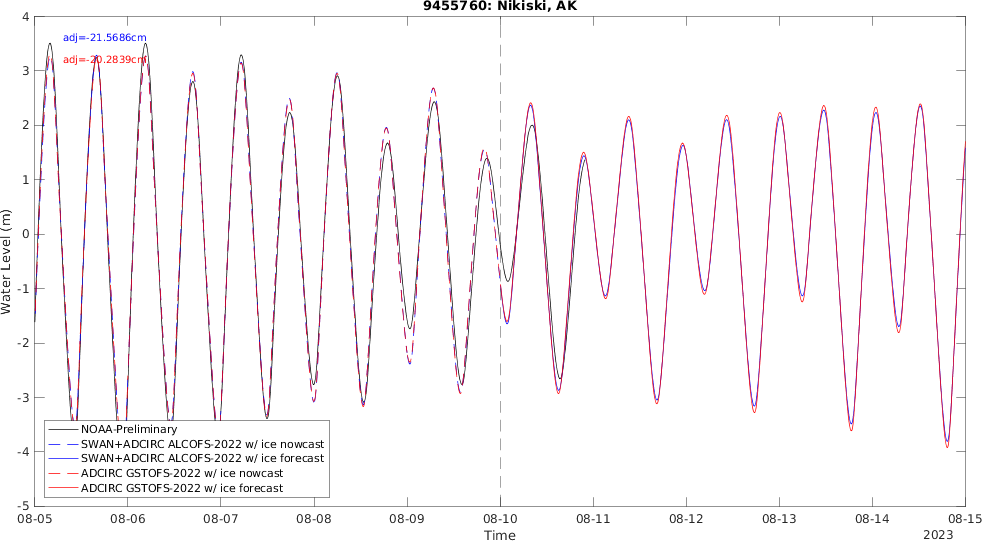 9455760: Nikiski, AK
adj=-21.5686cm
adj=-20.2839cm
4
3
2
1
0
-1
-2
-3
-4
-5
Water Level (m)
NOAA-Preliminary
SWAN+ADCIRC ALCOFS-2022 w/ ice nowcast
SWAN+ADCIRC ALCOFS-2022 w/ ice forecast
ADCIRC GSTOFS-2022 w/ ice nowcast
ADCIRC GSTOFS-2022 w/ ice forecast
08-05 08-06 08-07 08-08 08-09 08-10 08-11 08-12 08-13 08-14 08-15
Time
2023